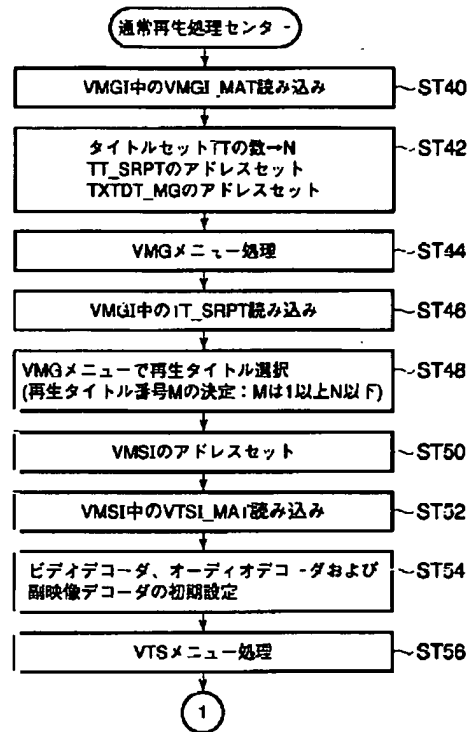 通常再生処理センター
VMGI中のVMGI_MAT読み込み
ST40
タイトルセットTTの数→N
TT_SRPTのアドレスセット
TXTDT_MGのアドレスセット
ST42
VMGメニュー処理
ST44
VMGI中のTT_SRPT読み込み
ST46
VMGメニューで再生タイトル選択
(再生タイトル番号Mの決定：Mは1以上N以下)
ST48
VMSIのアドレスセット
ST50
VMSI中のVTSI_MAT読み込み
ST52
ビデオデコーダ、オーディオデコーダおよび
副映像デコーダの初期設定
ST54
VTSメニュー処理
ST56
1